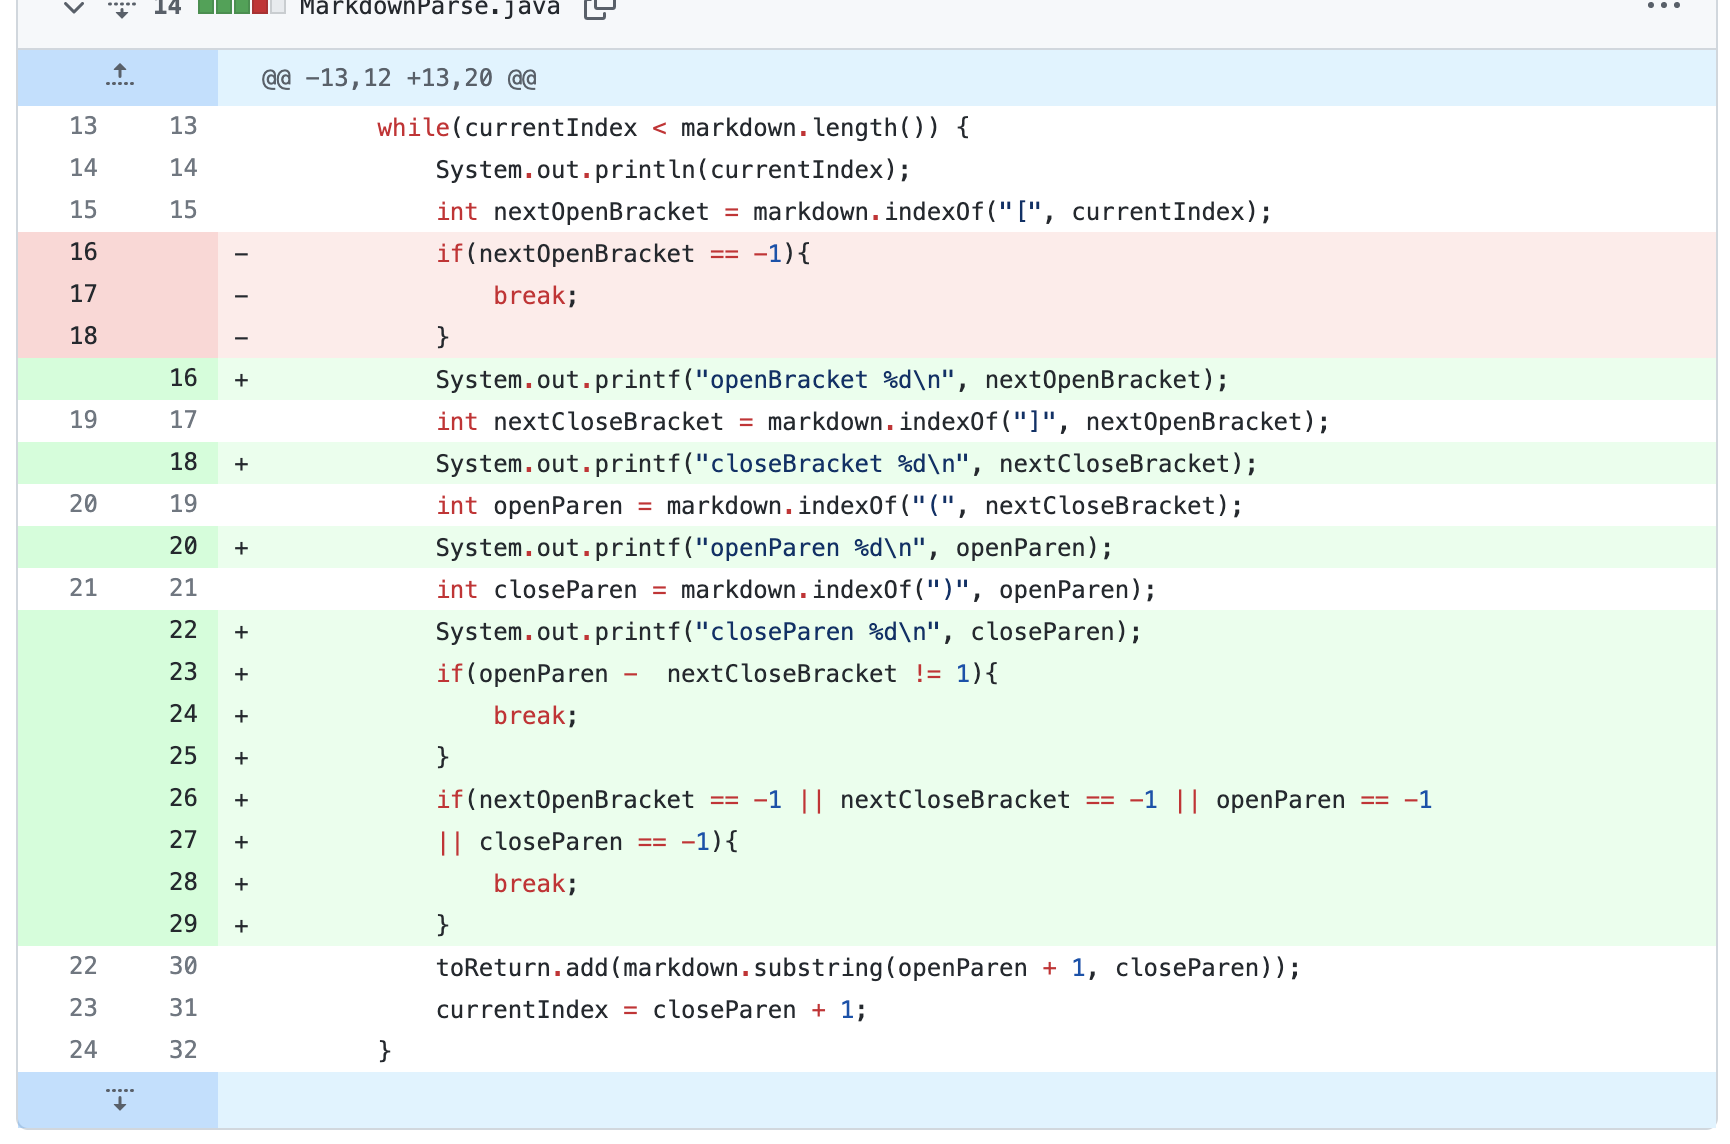 14 MarkdownParse.java
@@ -13,12 +13,20 @@
13 13 while(currentIndex < markdown.length()) {
14 14 System.out.println(currentIndex);
15 15 int nextOpenBracket = markdown.indexOf("[", currentIndex);
16 - if(nextOpenBracket == -1){
17 - break;
18 - }
16 + System.out.printf("openBracket %d\n", nextOpenBracket);
19 17 int nextCloseBracket = markdown.indexOf("]", nextOpenBracket);
18 + System.out.printf("closeBracket %d\n", nextCloseBracket);
20 19 int openParen = markdown.indexOf("(", nextCloseBracket);
20 + System.out.printf("openParen %d\n", openParen);
21 21 int closeParen = markdown.indexOf(")", openParen);
22 + System.out.printf("closeParen %d\n", closeParen);
23 + if(openParen -  nextCloseBracket != 1){
24 + break;
25 + }
26 + if(nextOpenBracket == -1 || nextCloseBracket == -1 || openParen == -1
27 + || closeParen == -1){
28 + break;
29 + }
22 30 toReturn.add(markdown.substring(openParen + 1, closeParen));
23 31 currentIndex = closeParen + 1;
24 32 }